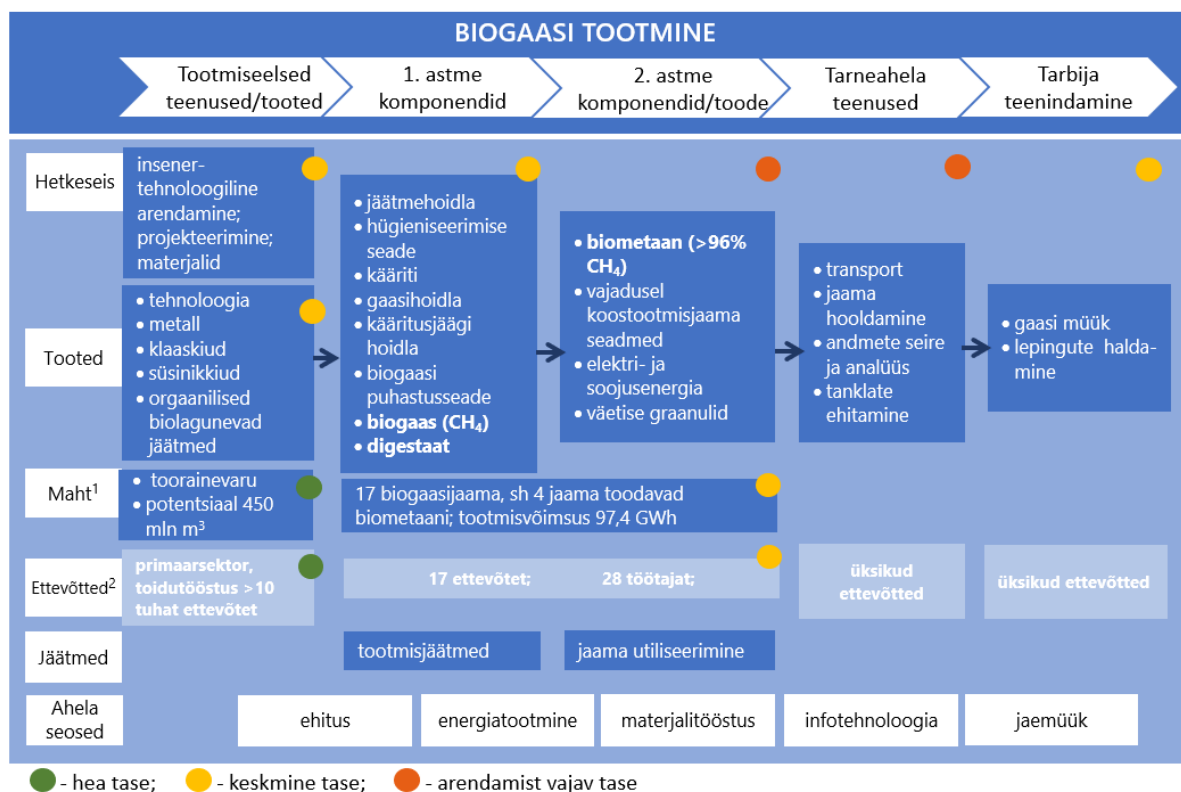 BIOGAASI TOOTMINE
Tootmiseelsed
teenused/tooted
1. astme
komponendid
2. astme
komponendid/toode
Tarneahela
teenused
Tarbija
teenindamine
Hetkeseis
insener-
tehnoloogiline
arendamine;
projekteerimine;
materjalid
Tooted
• tehnoloogia
• metall
• klaaskiud
• süsinikkiud
• orgaanilised
biolagunevad
jäätmed
• jäätmehoidla
• hügieniseerimise
seade
• kääriti
• gaasihoidla
• kääritusjäägi
hoidla
• biogaasi
puhastusseade
• biogaas (CH₄)
• digestaat
• biometaan (>96%
CH₄)
• vajadusel
koostootmisjaama
seadmed
• elektri- ja
soojusenergia
• väetise graanulid
• transport
• jaama
hooldamine
• andmete seire
ja analüüs
• tanklate
ehitamine
• gaasi müük
• lepingute halda-
mine
Maht¹
• toorainevaru
• potentsiaal 450
mln m³
17 biogaasijaama, sh 4 jaama toodavad
biometaani; tootmisvõimsus 97,4 GWh
Ettevõtted²
primaarsektor,
toidutööstus >10
tuhat ettevõtet
17 ettevõtet; 28 töötajat;
üksikud
ettevõtted
üksikud ettevõtted
Jäätmed
tootmisjäätmed
jaama utiliseerimine
Ahela
seosed
ehitus
energiatootmine
materjalitööstus
infotehnoloogia
jaemüük
- hea tase; - keskmine tase; - arendamist vajav tase